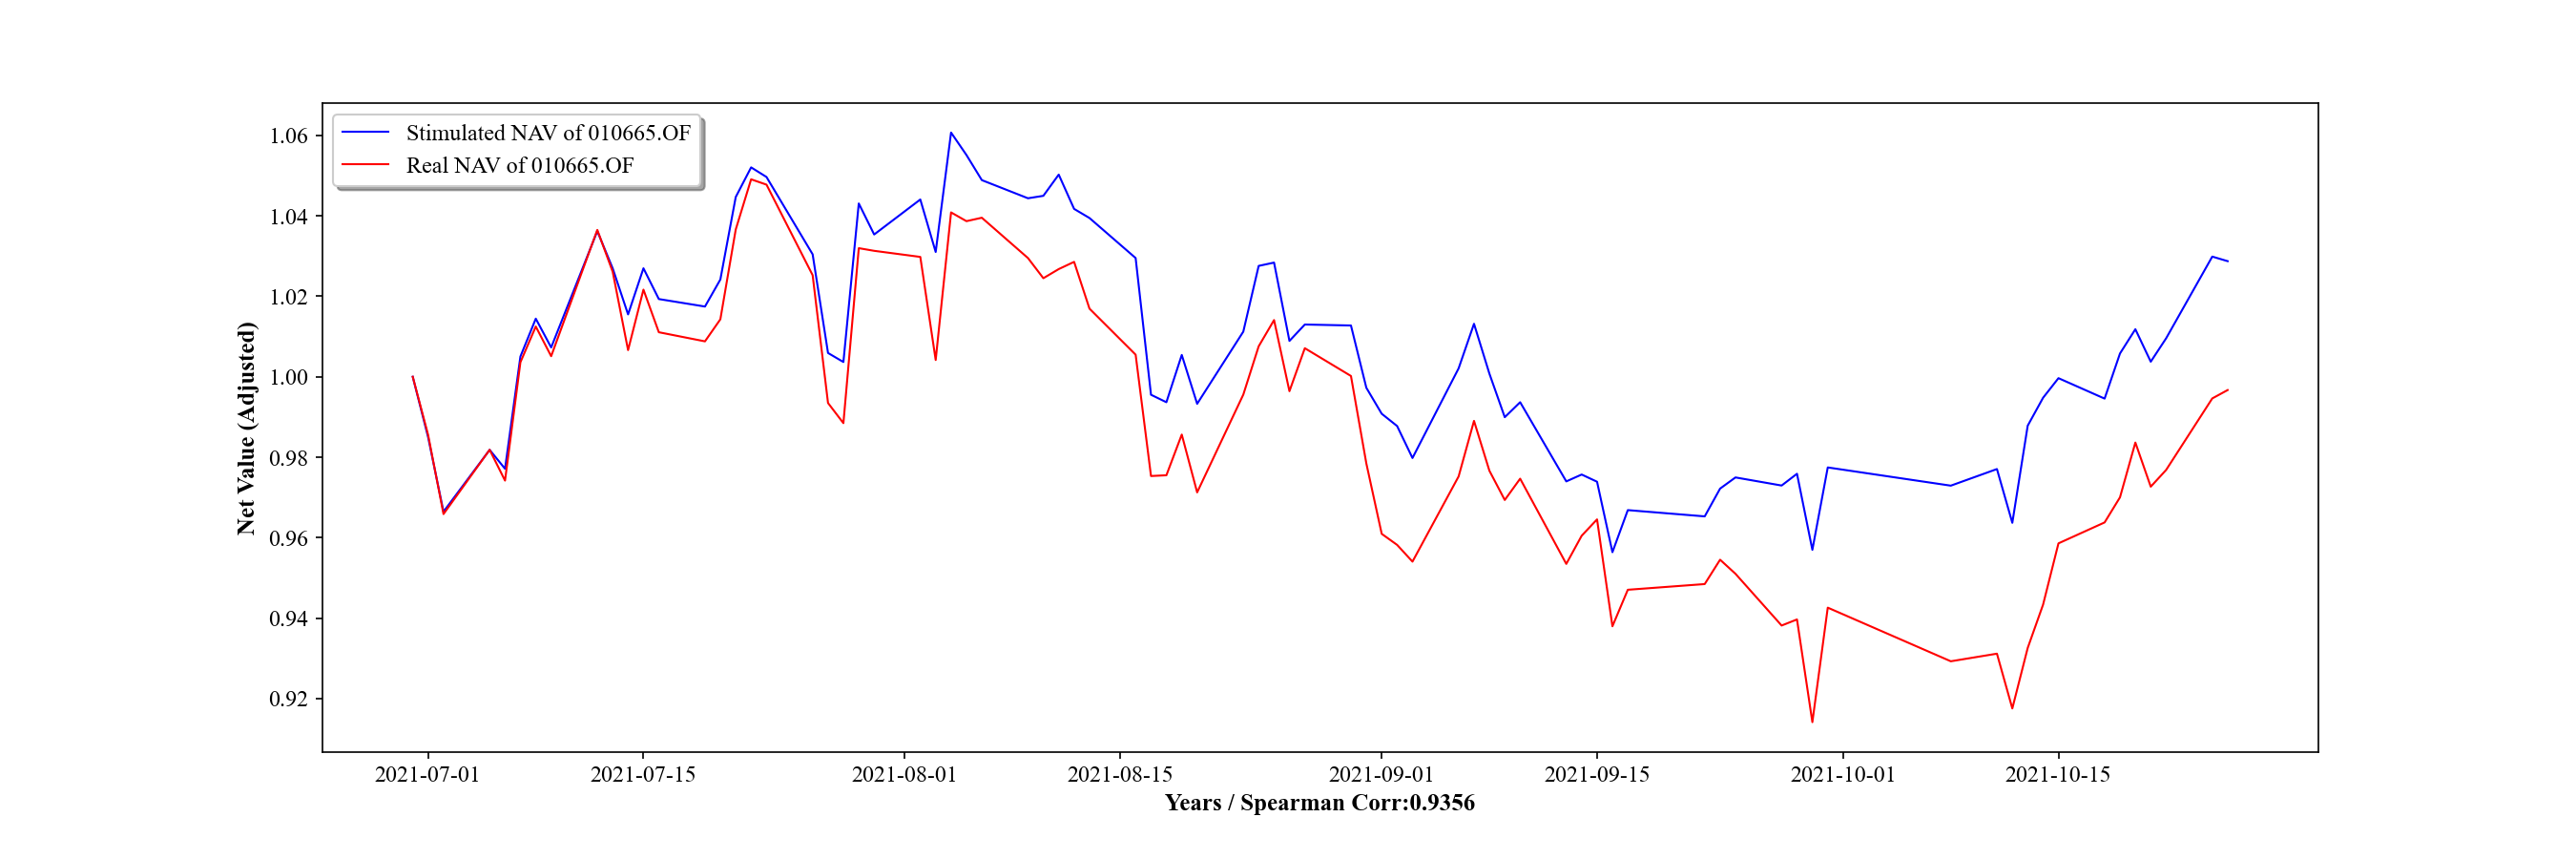 Stimulated NAV of 010665.OF
Real NAV of 010665.OF
Net Value (Adjusted)
1.06
1.04
1.02
1.00
0.98
0.96
0.94
0.92
2021-07-01 2021-07-15 2021-08-01 2021-08-15 2021-09-01 2021-09-15 2021-10-01 2021-10-15
Years / Spearman Corr:0.9356